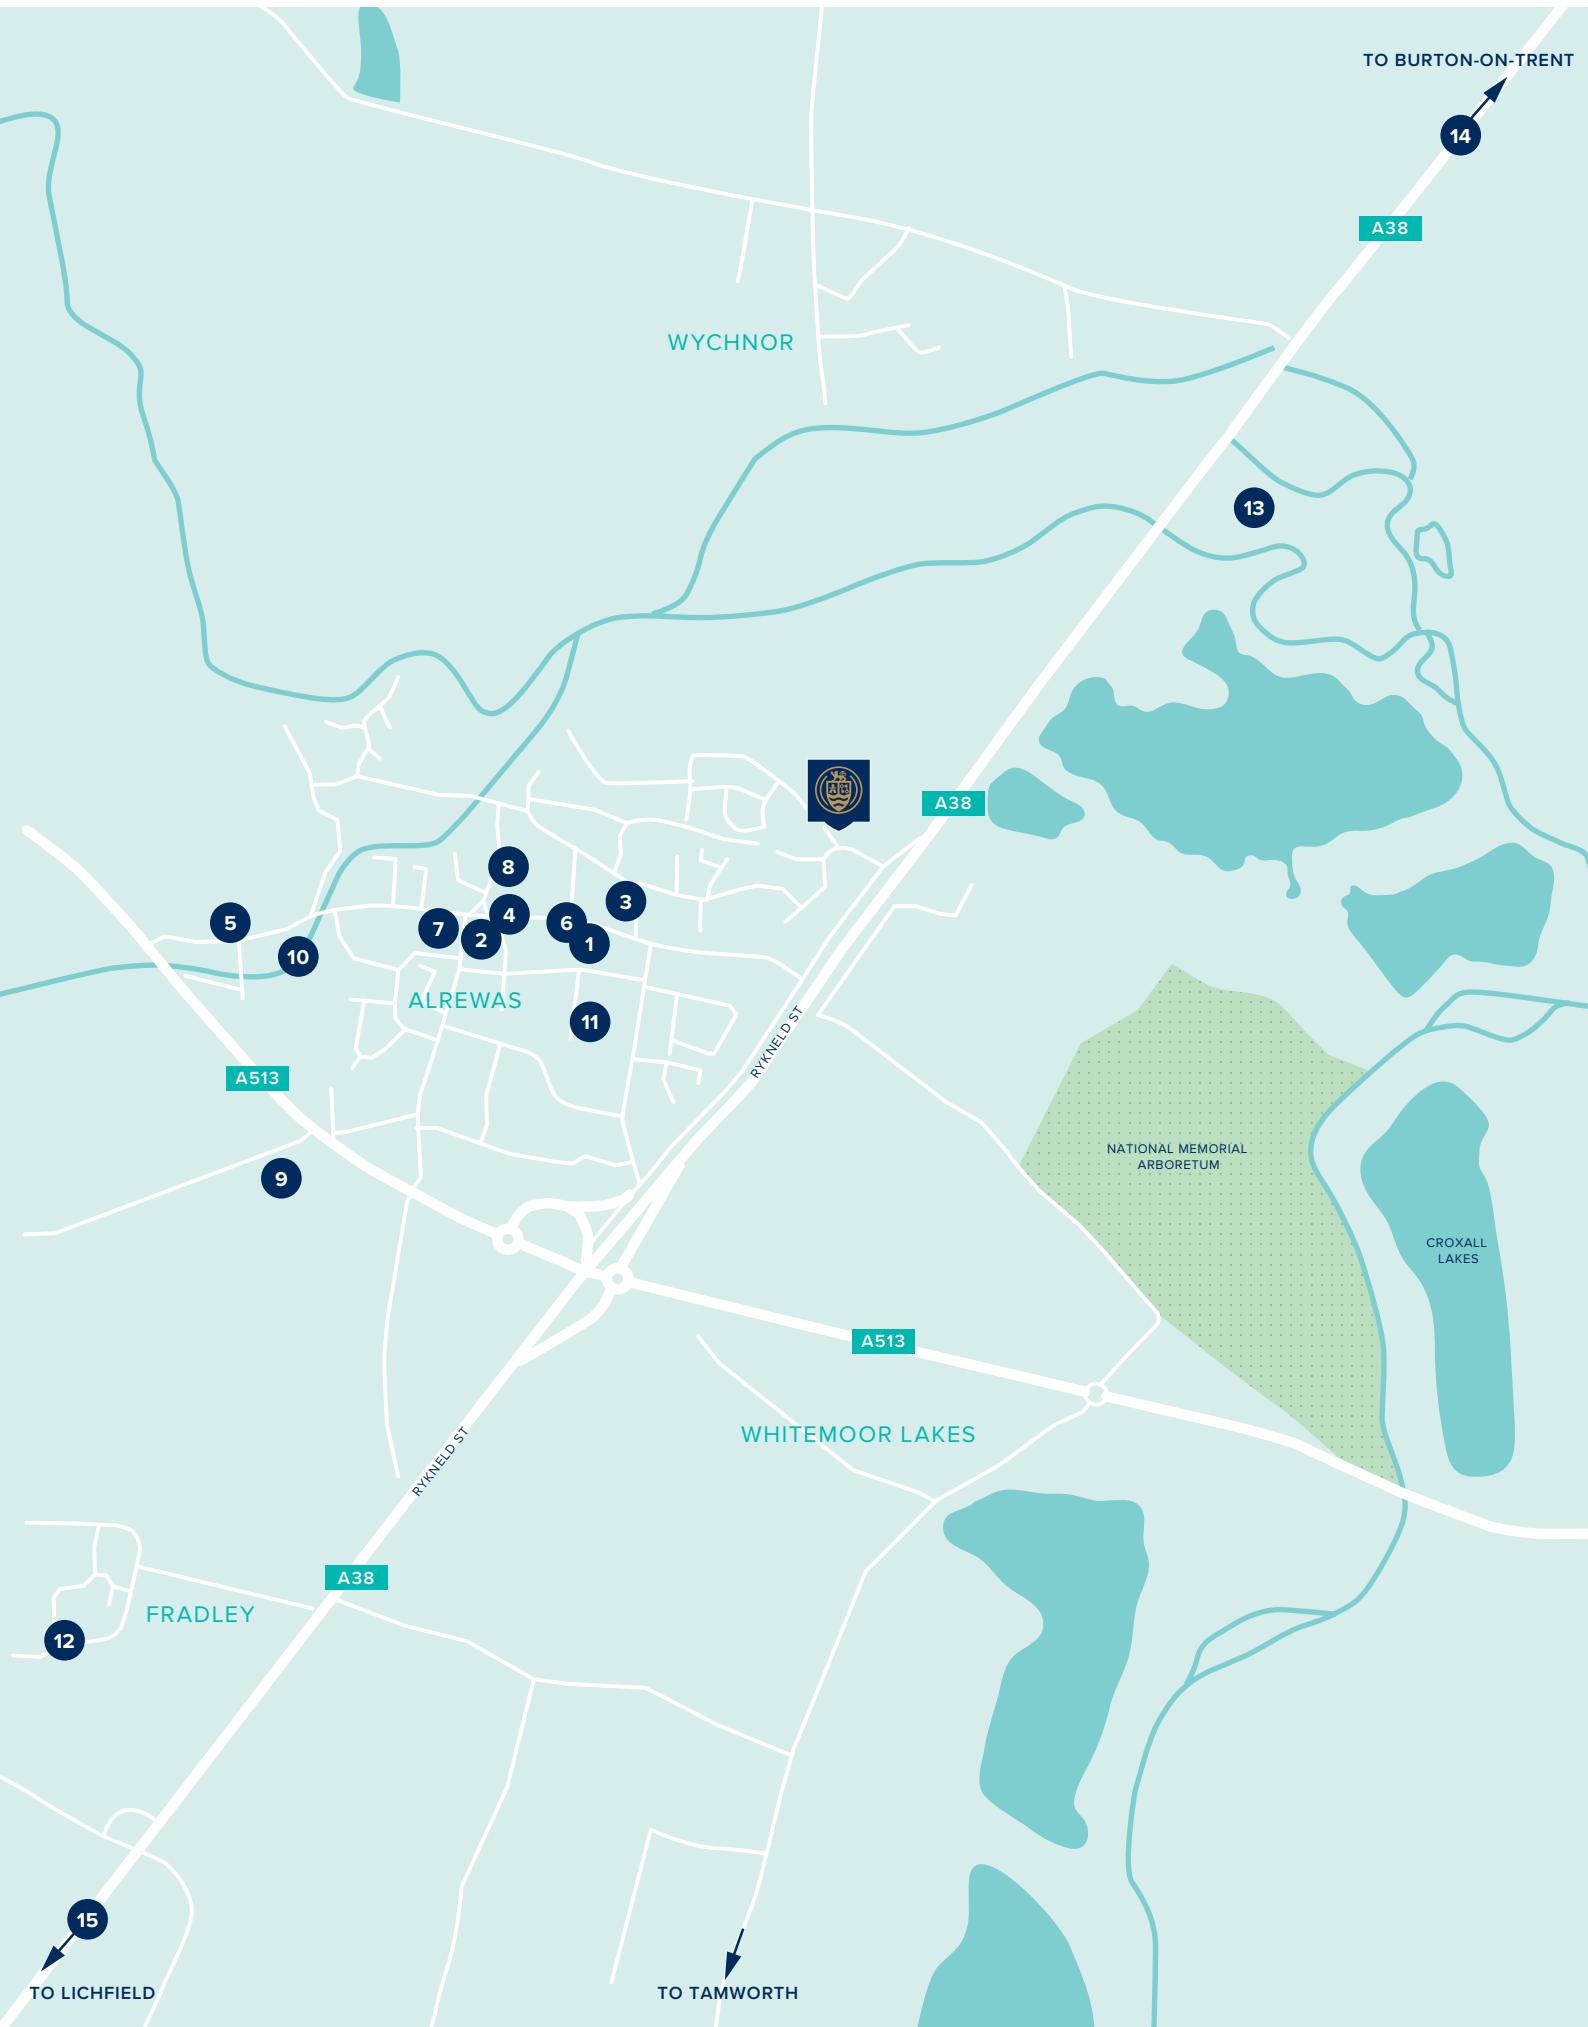 TO BURTON-ON-TRENT
14
A38
WYCHNOR
13
A38
8
3
4
5
6
7
2
1
10
ALREWAS
11
RYKNELD ST
A513
NATIONAL MEMORIAL
ARBORETUM
9
CROXALL
LAKES
A513
WHITEMOOR LAKES
RYKNELD ST
A38
FRADLEY
12
15
TO LICHFIELD
TO TAMWORTH